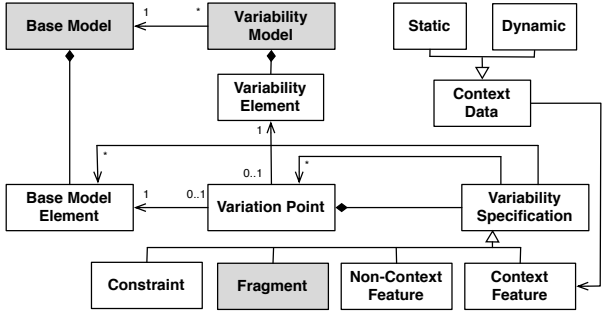 Base Model
1
*
Variability
Model
Static
Dynamic
Variability
Element
Context
Data
1
*
*
0..1
Base Model
Element
1
0..1
Variation Point
Variability
Specification
Constraint
Fragment
Non-Context
Feature
Context
Feature